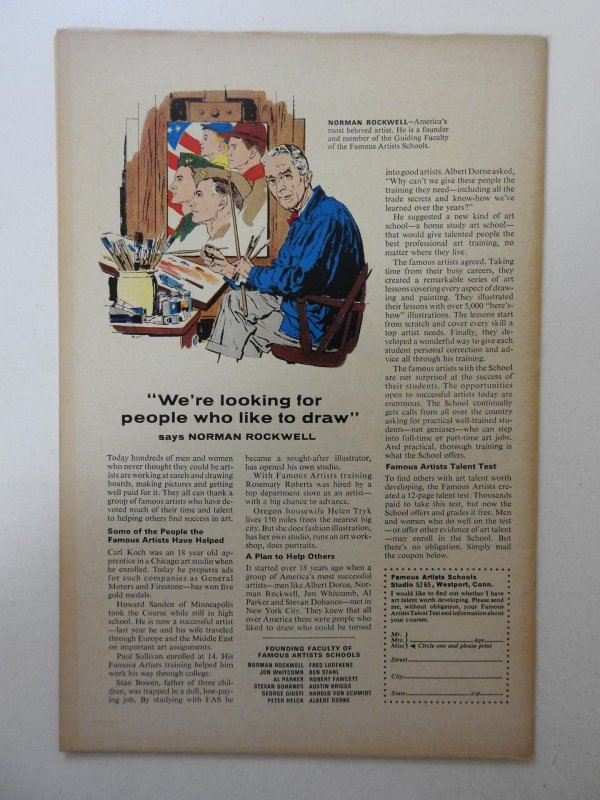 NORMAN ROCKWELL—America's
most beloved artist. He is a founder
and member of the Guiding Faculty
of the Famous Artists Schools.
"We're looking for
people who like to draw"
says NORMAN ROCKWELL
Today hundreds of men and women
who never thought they could be art-
ists are working at easels and drawing
boards, making pictures and getting
well paid for it. They all can thank a
group of famous artists who have de-
voted much of their time and talent
to helping others find success in art.
Some of the People the
Famous Artists Have Helped
Carl Koch was an 18 year old ap-
prentice in a Chicago art studio when
he enrolled. Today he prepares ads
for such companies as General
Motors and Firestone—has won five
gold medals.
Howard Sanden of Minneapolis
took the Course while still in high
school. He is now a successful artist
—last year he and his wife traveled
through Europe and the Middle East
on important art assignments.
Paul Sullivan enrolled at 14. His
Famous Artists training helped him
work his way through college.
Stan Bowen, father of three chil-
dren, was trapped in a dull, low-pay-
ing job. By studying with FAS he
became a sought-after illustrator,
has opened his own studio.
With Famous Artists training
Rosemary Roberts was hired by a
top department store as an artist—
with a big chance to advance.
Oregon housewife Helen Tryk
lives 150 miles from the nearest big
city. But she does fashion illustration,
has her own studio, runs an art work-
shop, does portraits.
A Plan to Help Others
It started over 18 years ago when a
group of America's most successful
artists—men like Albert Dorne, Nor-
man Rockwell, Jon Whitcomb, Al
Parker and Stevan Dohanos—met in
New York City. They knew that all
over America there were people who
liked to draw who could be turned
FOUNDING FACULTY OF
FAMOUS ARTISTS SCHOOLS
NORMAN ROCKWELL FRED LUDEKENS
JON WHITCOMB BEN STAHL
AL PARKER ROBERT FAWCETT
STEVAN DOHANOS AUSTIN BRIGGS
GEORGE GIUSTI HAROLD VON SCHMIDT
PETER HELCK ALBERT DORNE
into good artists. Albert Dorne asked,
"Why can't we give these people the
training they need—including all the
trade secrets and know-how we've
learned over the years?"
He suggested a new kind of art
school—a home study art school—
that would give talented people the
best professional art training, no
matter where they live.
The famous artists agreed. Taking
time from their busy careers, they
created a remarkable series of art
lessons covering every aspect of draw-
ing and painting. They illustrated
their lessons with over 5,000 "here's-
how" illustrations. The lessons start
from scratch and cover every skill a
top artist needs. Finally, they de-
veloped a wonderful way to give each
student personal correction and ad-
vice all through his training.
The famous artists with the School
are not surprised at the success of
their students. The opportunities
open to successful artists today are
enormous. The School continually
gets calls from all over the country
asking for practical well-trained stu-
dents—not geniuses—who can step
into full-time or part-time art jobs.
And practical, thorough training is
what the School offers.
Famous Artists Talent Test
To find others with art talent worth
developing, the Famous Artists cre-
ated a 12-page talent test. Thousands
paid to take this test, but now the
School offers and grades it free. Men
and women who do well on the test
—or offer other evidence of art talent
—may enroll in the School. But
there's no obligation. Simply mail
the coupon below.
Famous Artists Schools
Studio 5265, Westport, Conn.
I would like to find out whether I have
art talent worth developing. Please send
me, without obligation, your Famous
Artists Talent Test and information about
your courses.
Mr.
Mrs. Age
Miss Circle one and please print
Street
City
State Zip